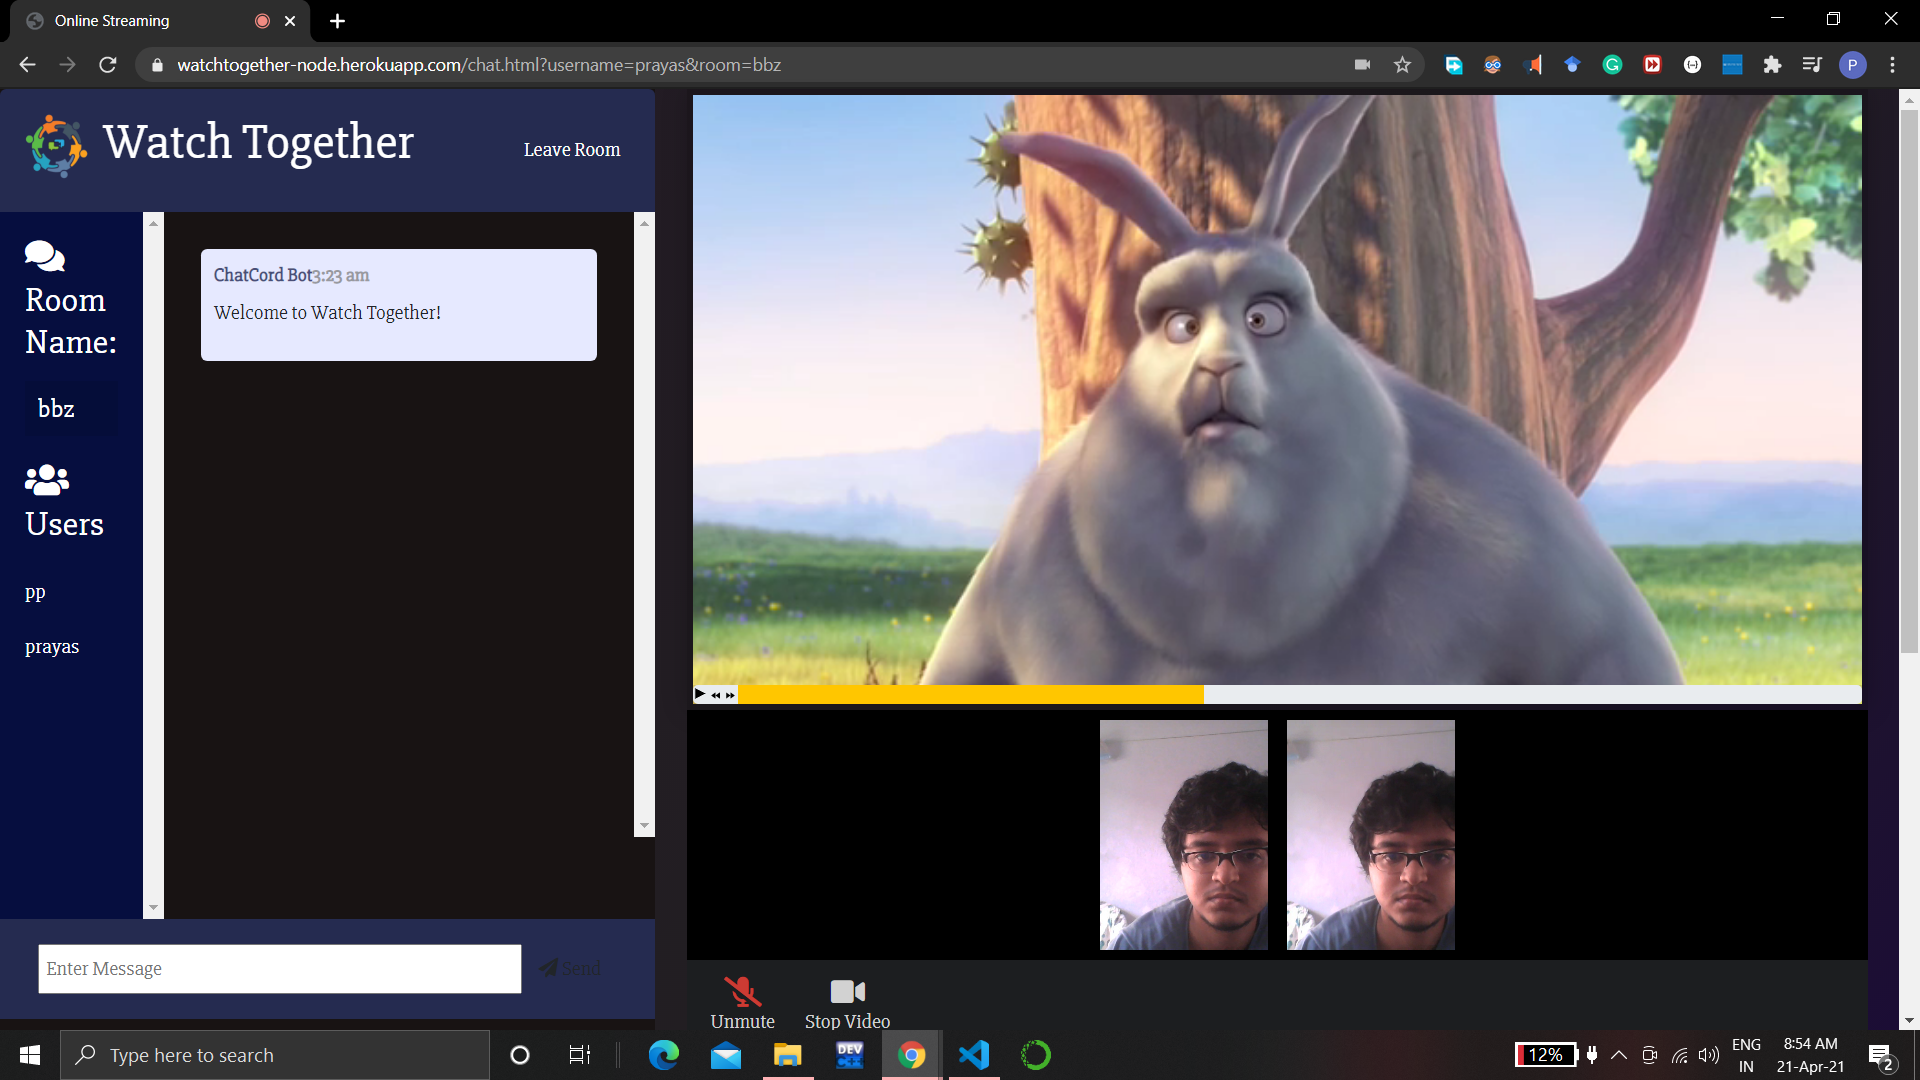 Online Streaming
watchtogether-node.herokuapp.com/chat.html?username=prayas&room=bbz
P
Watch Together
Leave Room
Room
Name:
bbz
Users
pp
prayas
ChatCord Bot3:23 am
Welcome to Watch Together!
Enter Message
Send
Unmute
Stop Video
Type here to search
DEV
C++
12%
ENG
IN
8:54 AM
21-Apr-21
2